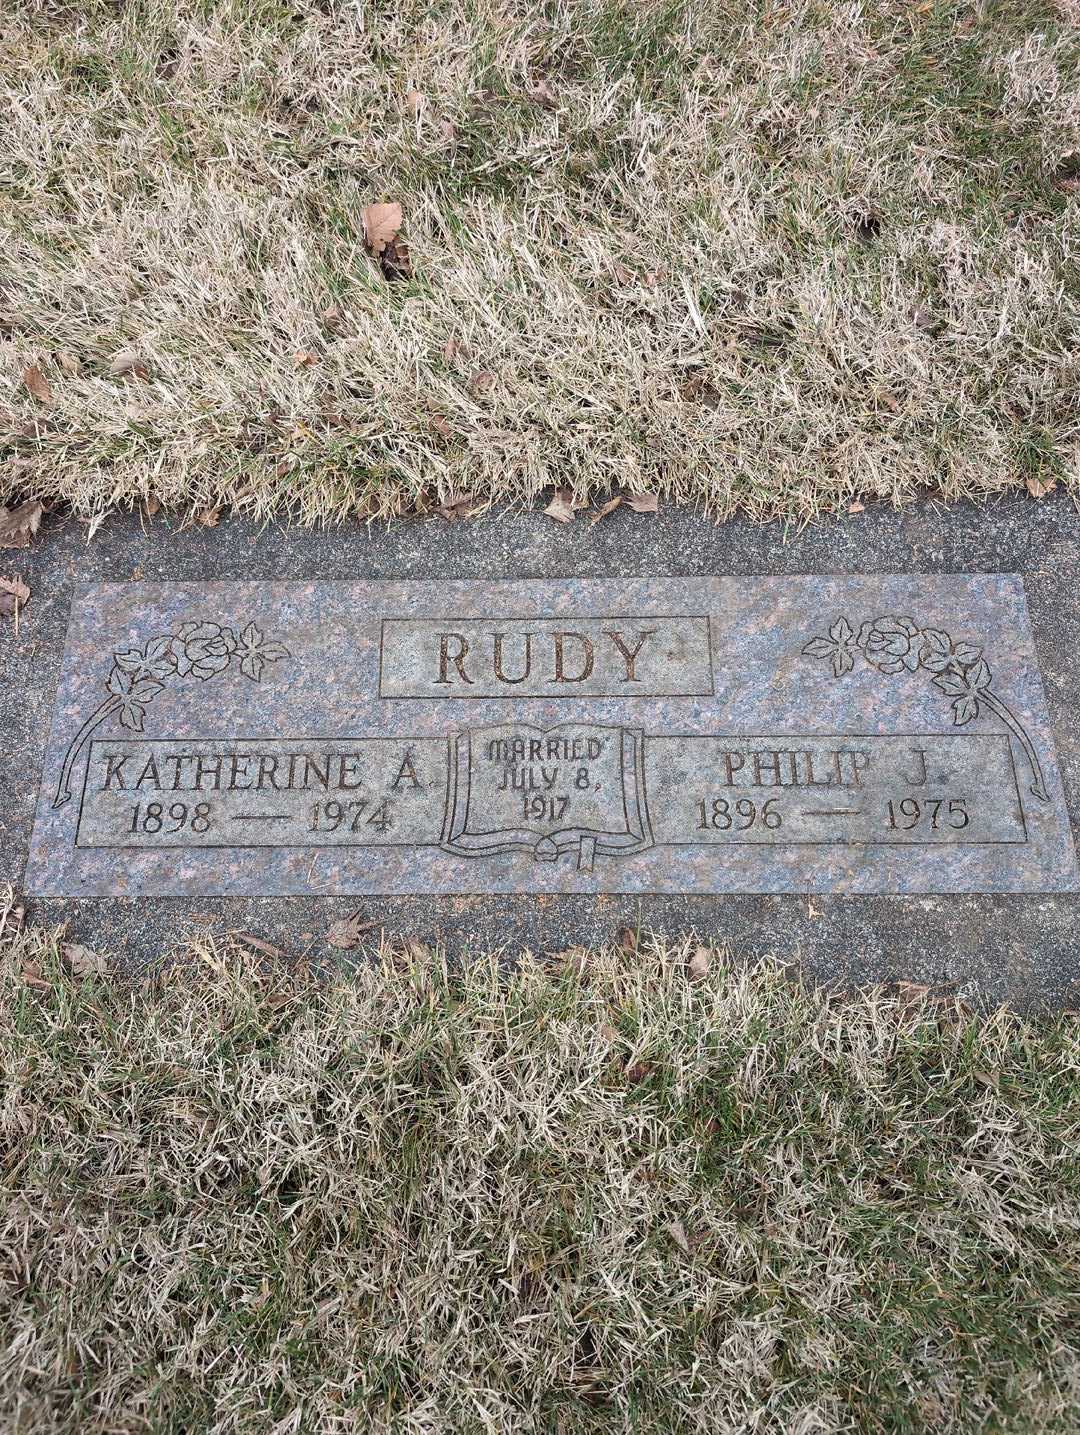 RUDY
KATHERINE A.
1898 — 1974
MARRIED
JULY 8,
1917
PHILIP J.
1896 — 1975